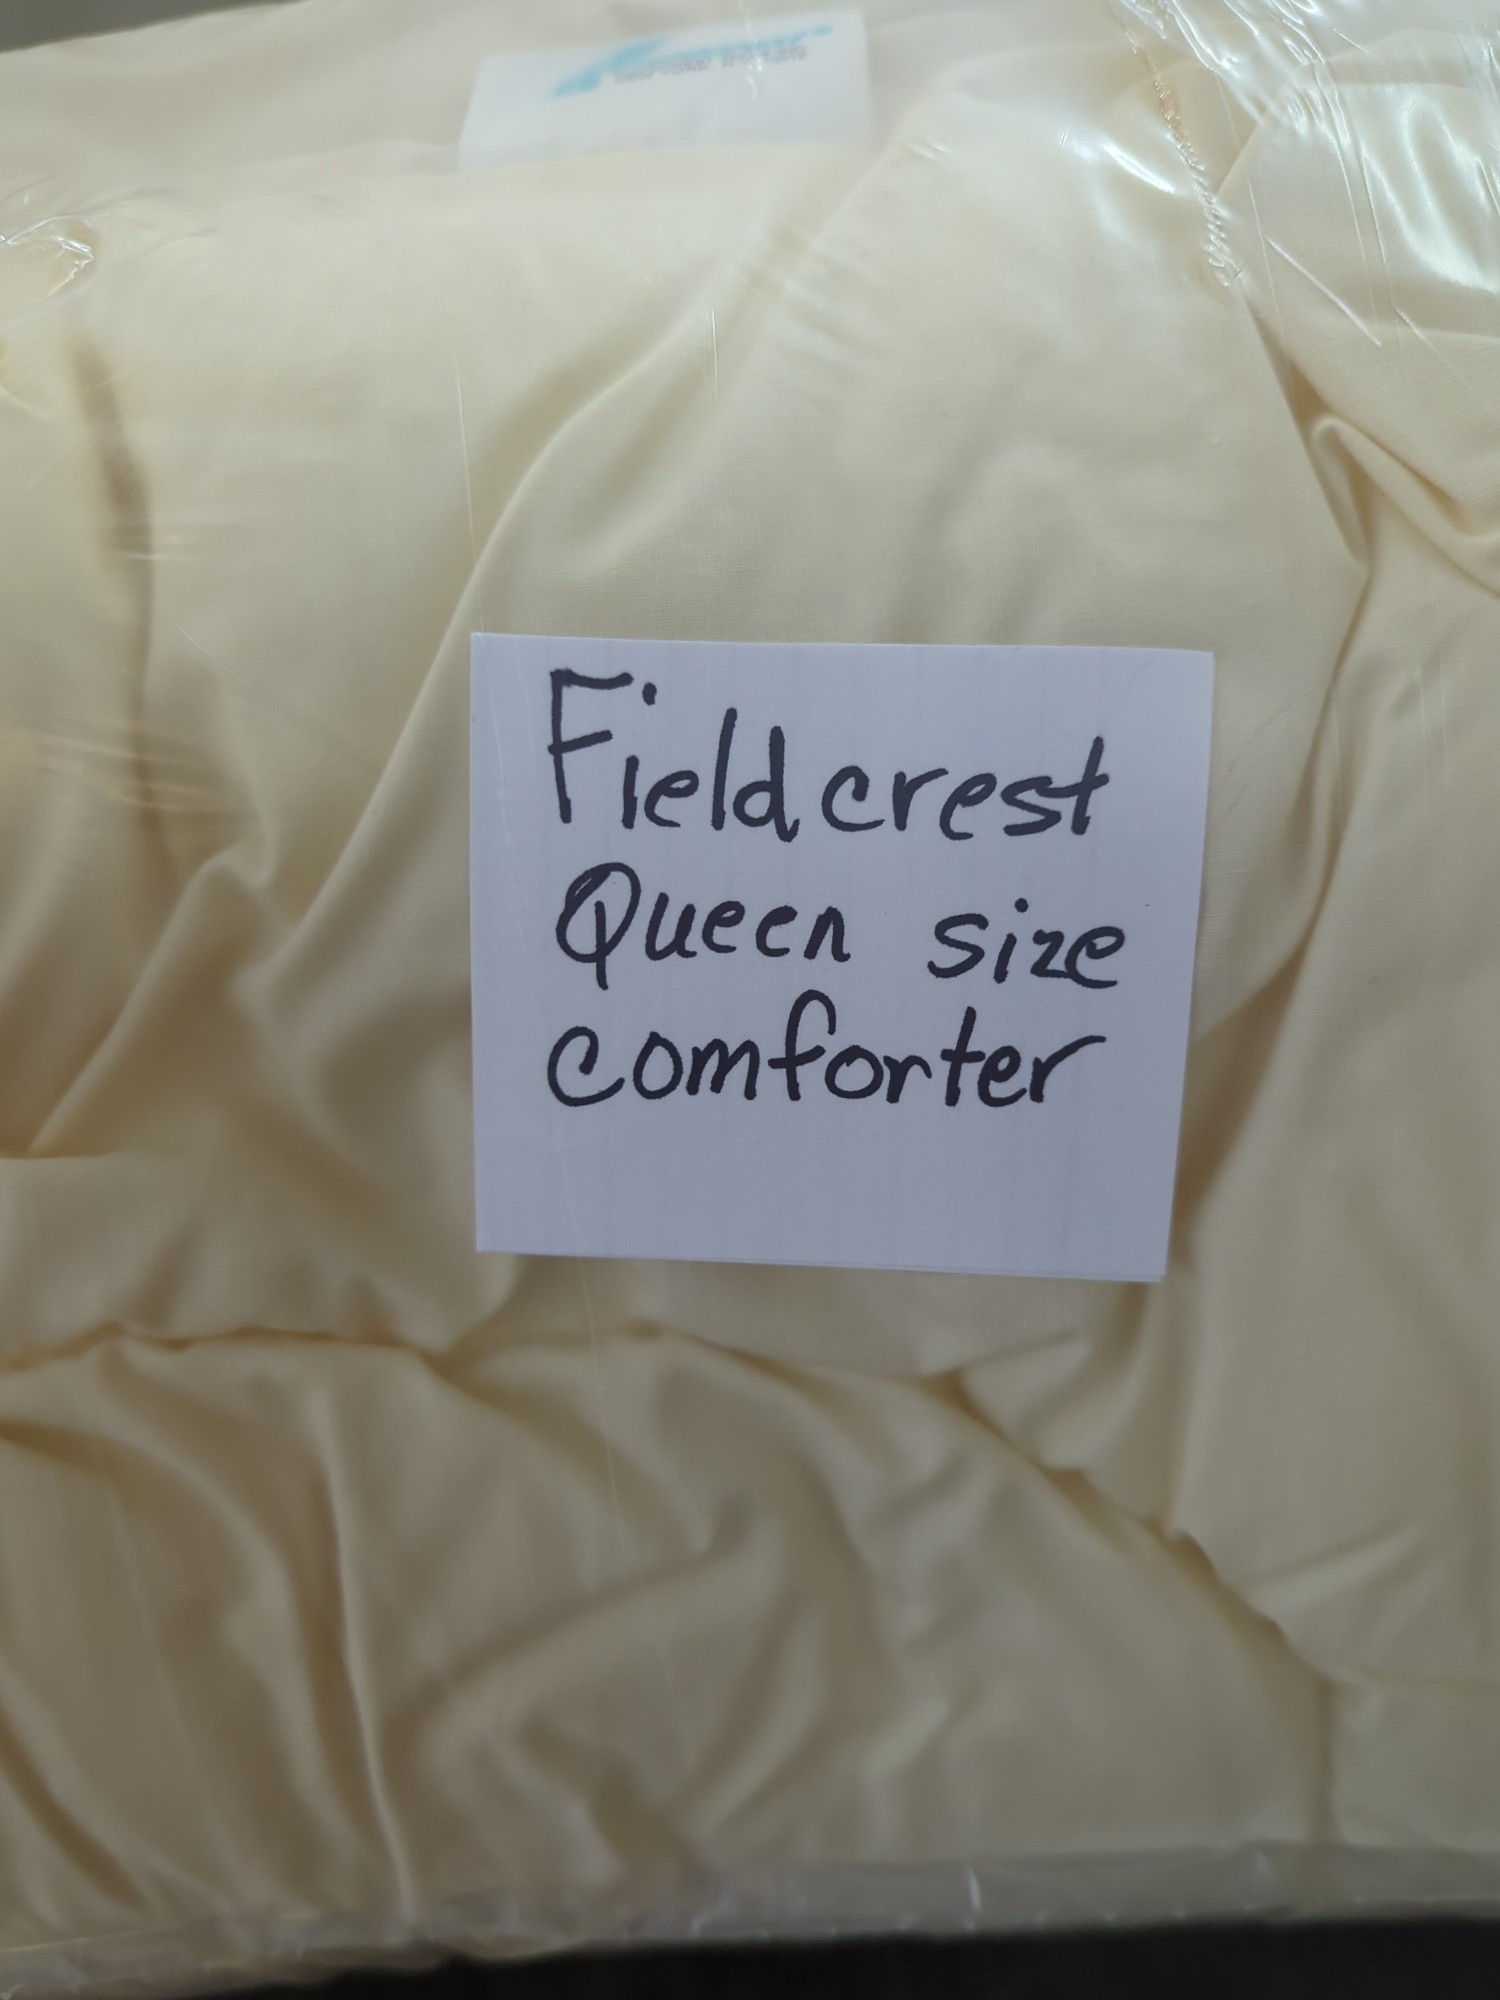 Fieldcrest
Queen size
comforter